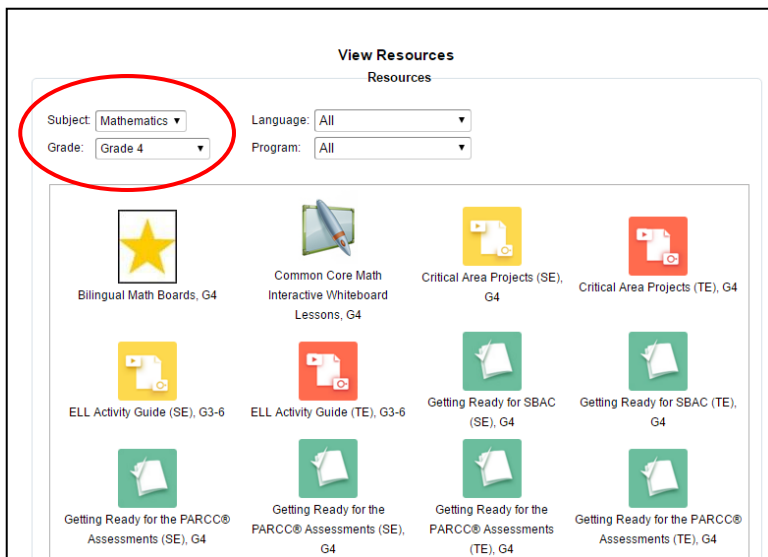 View Resources
Resources
Subject: Mathematics
Language: All
Grade: Grade 4
Program: All
Bilingual Math Boards, G4
Common Core Math
Interactive Whiteboard
Lessons, G4
Critical Area Projects (SE),
G4
Critical Area Projects (TE), G4
ELL Activity Guide (SE), G3-6
ELL Activity Guide (TE), G3-6
Getting Ready for SBAC
(SE), G4
Getting Ready for SBAC (TE),
G4
Getting Ready for the PARCC®
Assessments (SE), G4
Getting Ready for the
PARCC® Assessments (SE),
G4
Getting Ready for the
PARCC® Assessments
(TE), G4
Getting Ready for the PARCC®
Assessments (TE), G4